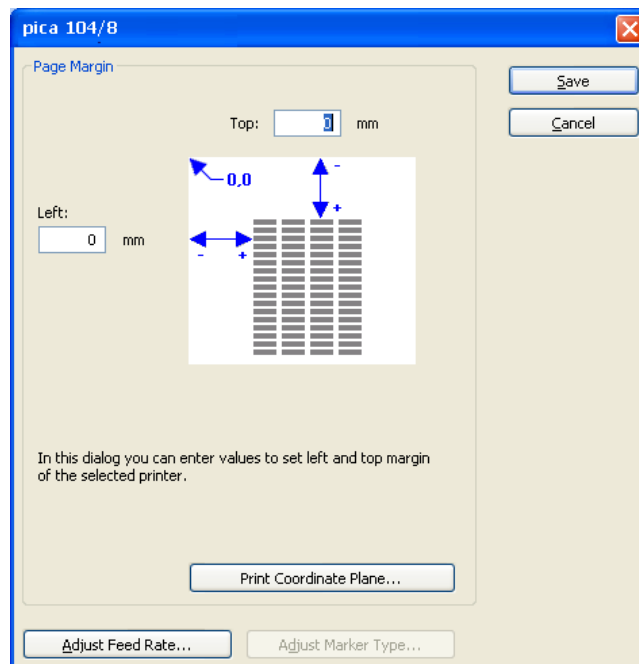 pica 104/8
Page Margin
Save
Top: 0 mm
Cancel
-
0,0
+
Left:
0 mm
- +
In this dialog you can enter values to set left and top margin
of the selected printer.
Print Coordinate Plane...
Adjust Feed Rate... Adjust Marker Type...